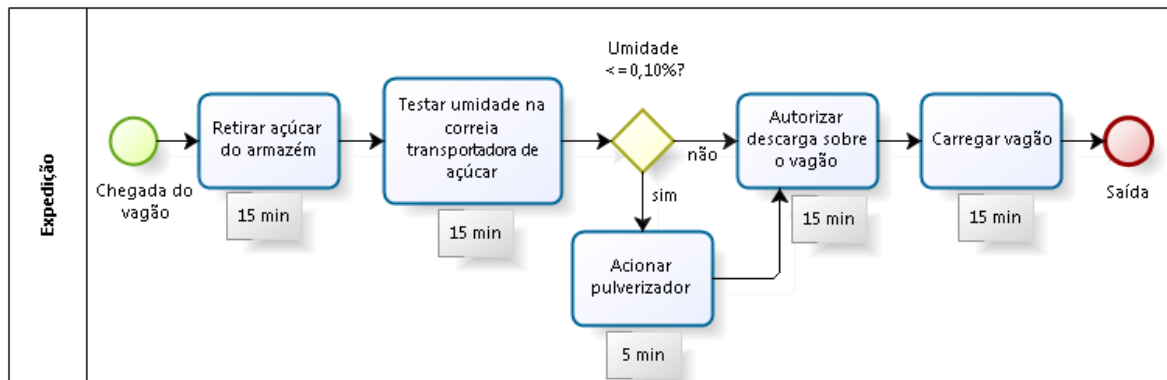 Expedição
Chegada do
vagão
Retirar açúcar
do armazém
15 min
Testar umidade na
correia
transportadora de
açúcar
15 min
Umidade
<=0,10%?
não
sim
Acionar
pulverizador
5 min
Autorizar
descarga sobre
o vagão
15 min
Carregar vagão
15 min
Saída